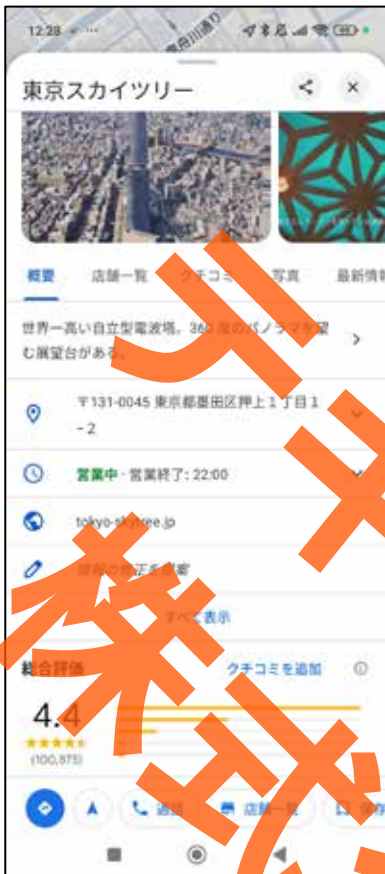 12:28
東京スカイツリー
概要 店舗一覧 クチコミ 写真 最新情報
世界一高い自立型電波塔。360 度のパノラマを望
む展望台がある。
〒131-0045 東京都墨田区押上1丁目1
-2
営業中・営業終了: 22:00
tokyo-skytree.jp
情報の修正を提案
すべて表示
総合評価 クチコミを追加
4.4
(100,875)
通話 店舗一覧 保存
株式